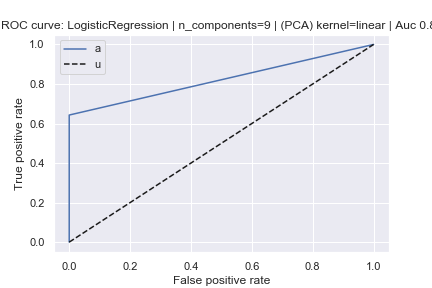 ROC curve: LogisticRegression | n_components=9 | (PCA) kernel=linear | Auc 0.8
a
u
1.0
0.8
0.6
0.4
0.2
0.0
True positive rate
0.0 0.2 0.4 0.6 0.8 1.0
False positive rate